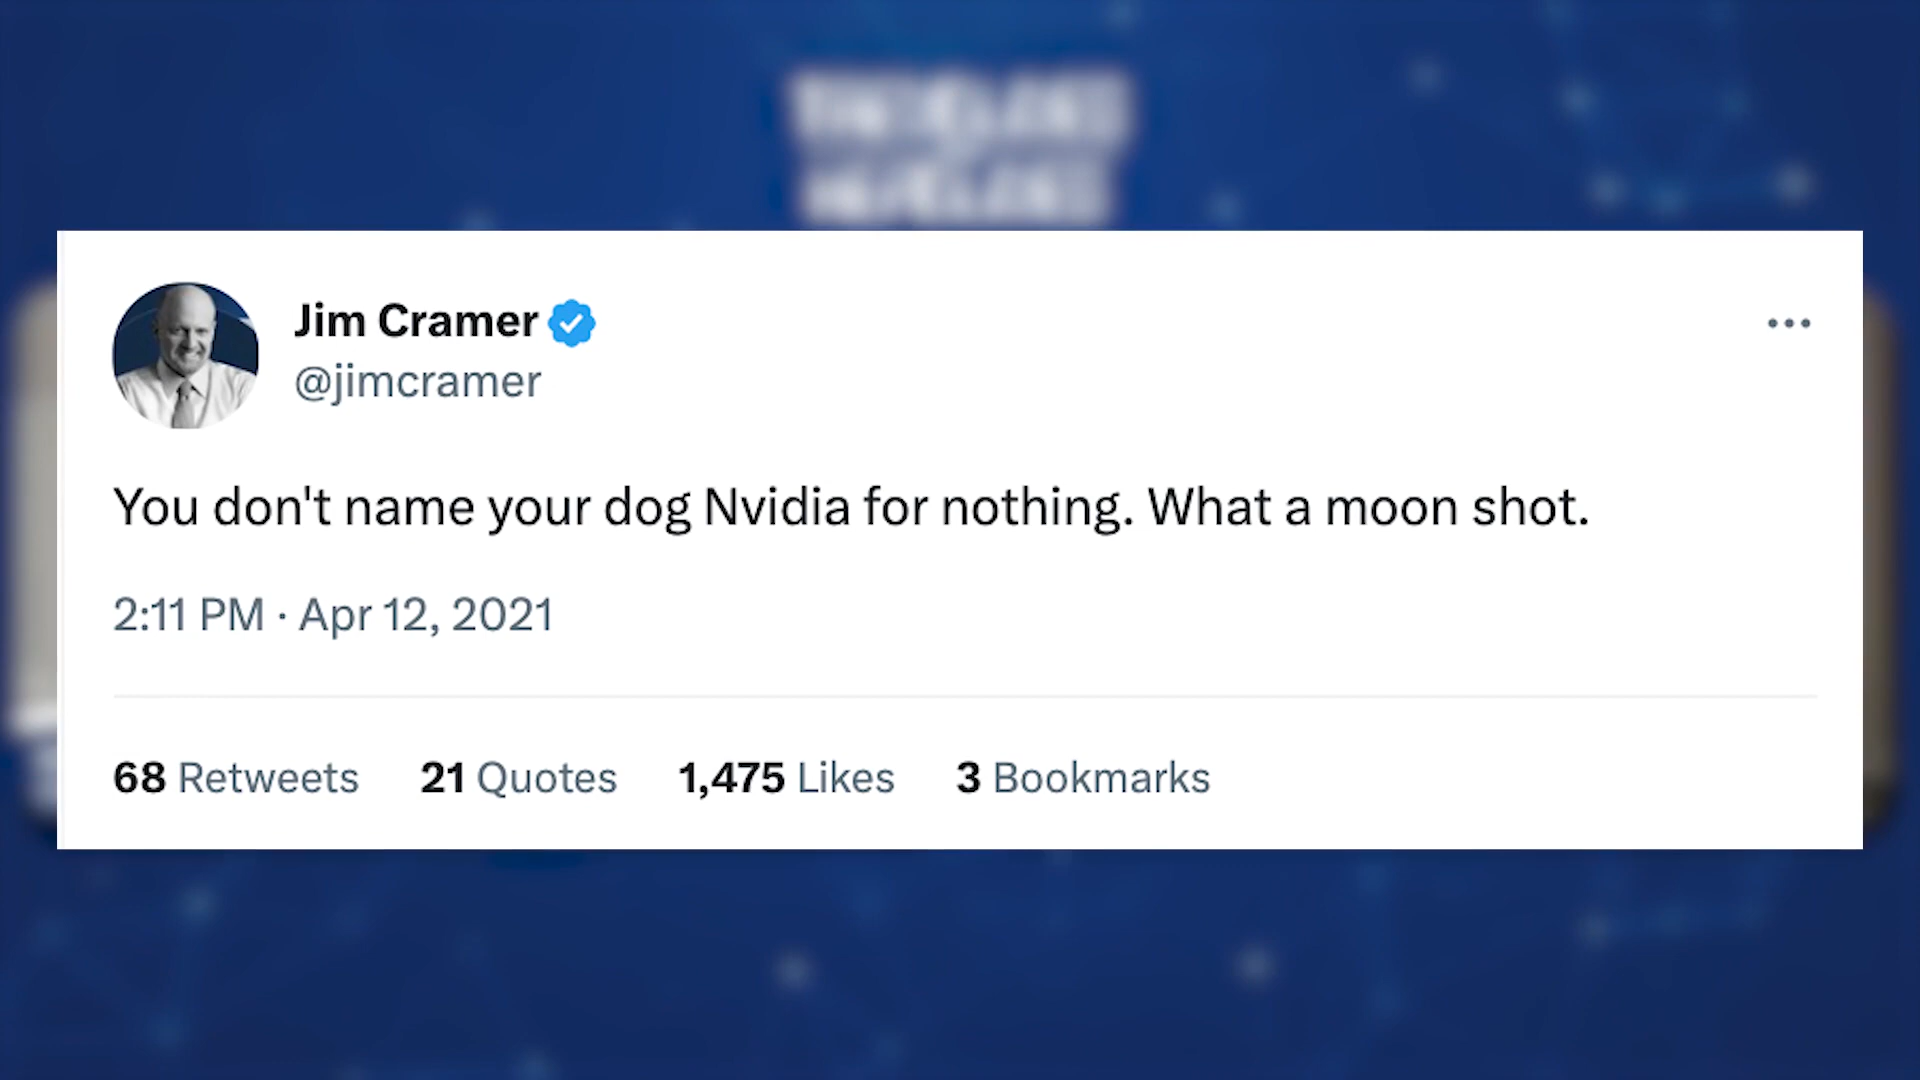 Jim Cramer
@jimcramer
You don't name your dog Nvidia for nothing. What a moon shot.
2:11 PM · Apr 12, 2021
68 Retweets 21 Quotes 1,475 Likes 3 Bookmarks